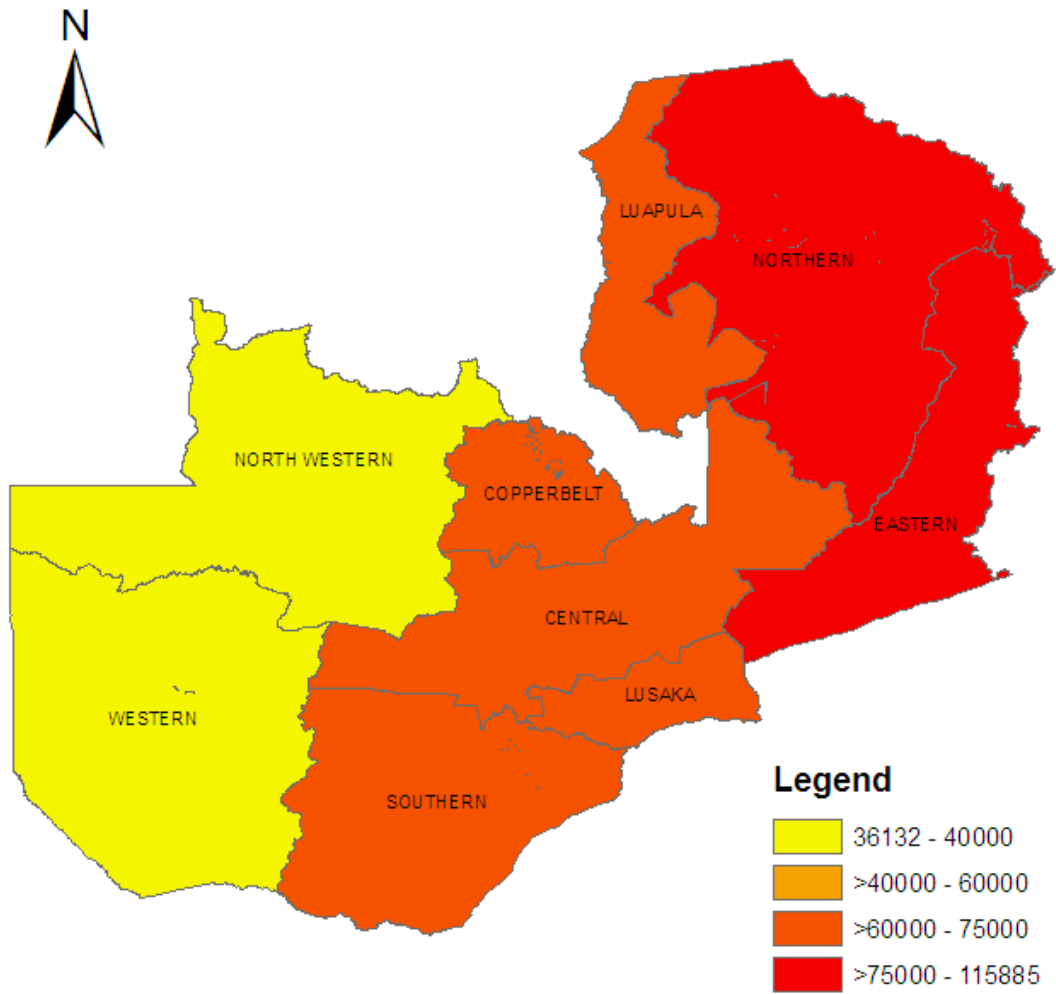 N
LUAPULA
NORTHERN
NORTH WESTERN
COPPERBELT
EASTERN
CENTRAL
LUSAKA
WESTERN
SOUTHERN
Legend
36132 - 40000
>40000 - 60000
>60000 - 75000
>75000 - 115885